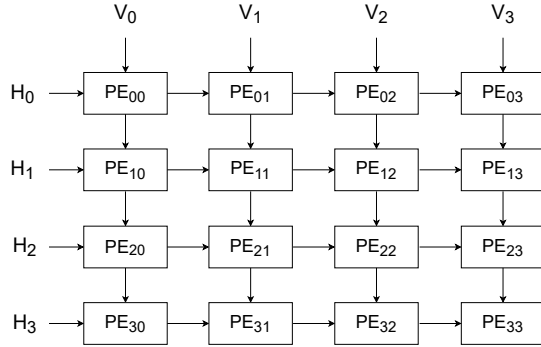 V0 V1 V2 V3
H0 PE00 PE01 PE02 PE03
H1 PE10 PE11 PE12 PE13
H2 PE20 PE21 PE22 PE23
H3 PE30 PE31 PE32 PE33